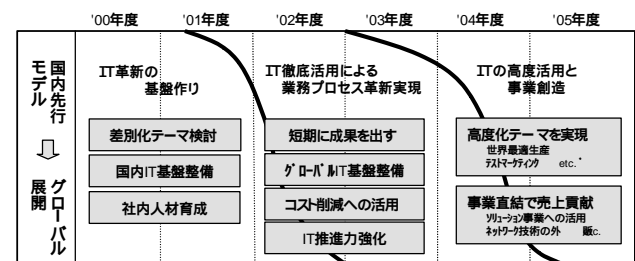 '00年度
'01年度
'02年度
'03年度
'04年度
'05年度
国内先行
モデル
グローバル
展開
IT革新の
基盤作り
差別化テーマ検討
国内IT基盤整備
社内人材育成
IT徹底活用による
業務プロセス革新実現
短期に成果を出す
グローバルIT基盤整備
コスト削減への活用
IT推進力強化
ITの高度活用と
事業創造
高度化テーマを実現
世界最適生産
テストマーケティング etc.
事業直結で売上貢献
ソリューション事業への活用
ネットワーク技術の外